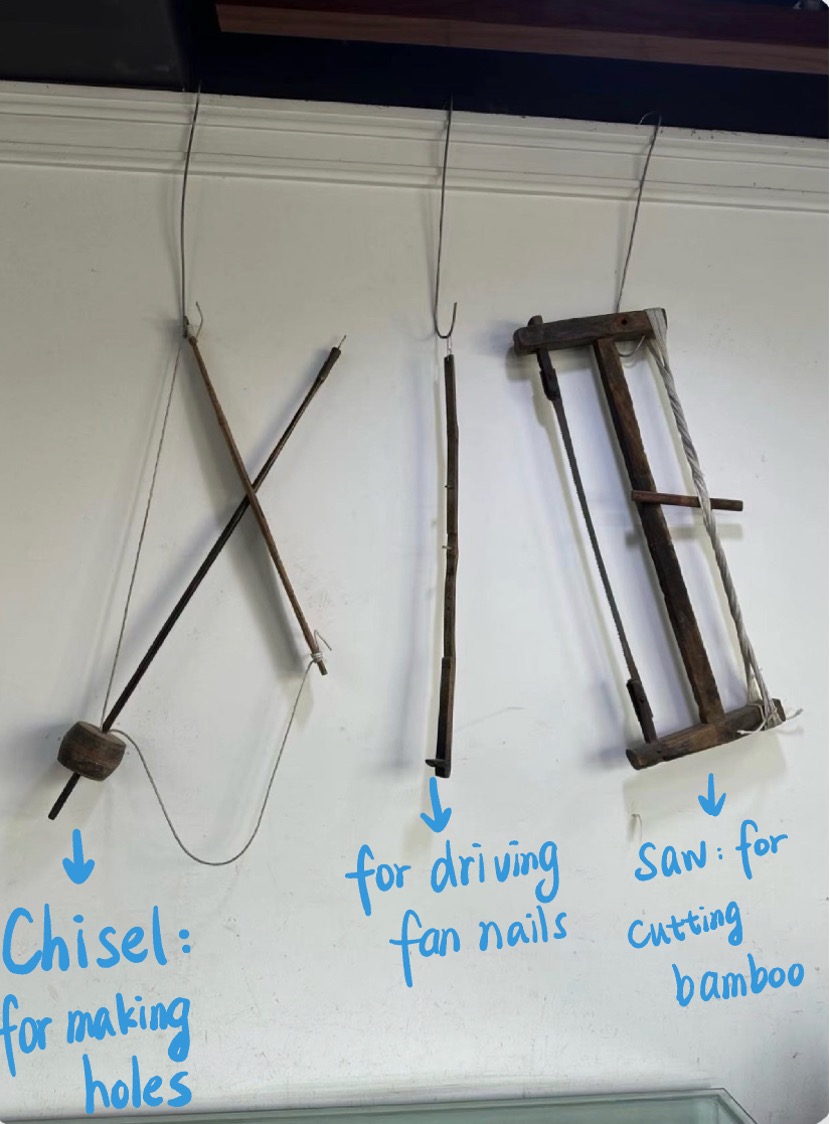 Chisel:
for making
holes
for driving
fan nails
saw: for
cutting
bamboo